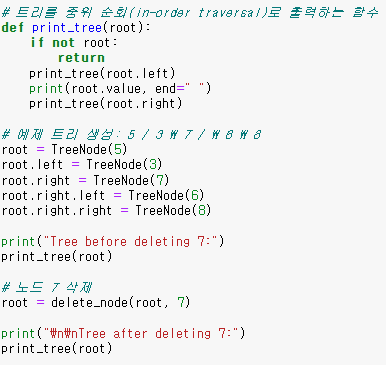 # 트리를 중위 순회(in-order traversal)로 출력하는 함수
def print_tree(root):
    if not root:
        return
    print_tree(root.left)
    print(root.value, end=" ")
    print_tree(root.right)

# 예제 트리 생성: 5 / 3 ₩ 7 / ₩ 6 ₩ 8
root = TreeNode(5)
root.left = TreeNode(3)
root.right = TreeNode(7)
root.right.left = TreeNode(6)
root.right.right = TreeNode(8)

print("Tree before deleting 7:")
print_tree(root)

# 노드 7 삭제
root = delete_node(root, 7)

print("₩n₩nTree after deleting 7:")
print_tree(root)